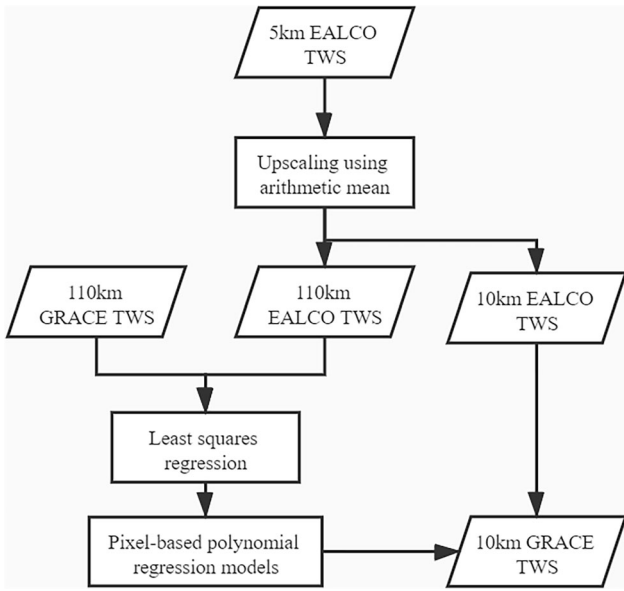 5km EALCO
TWS
Upscaling using
arithmetic mean
110km
GRACE TWS
110km
EALCO TWS
10km EALCO
TWS
Least squares
regression
Pixel-based polynomial
regression models
10km GRACE
TWS